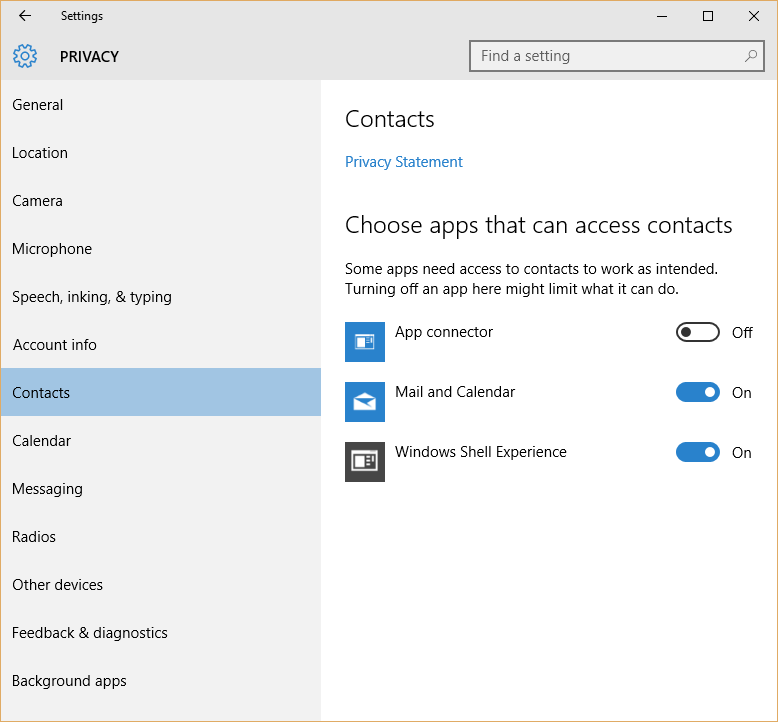 Settings
PRIVACY
Find a setting
General
Location
Camera
Microphone
Speech, inking, & typing
Account info
Contacts
Calendar
Messaging
Radios
Other devices
Feedback & diagnostics
Background apps
Contacts
Privacy Statement
Choose apps that can access contacts
Some apps need access to contacts to work as intended.
Turning off an app here might limit what it can do.
App connector Off
Mail and Calendar On
Windows Shell Experience On